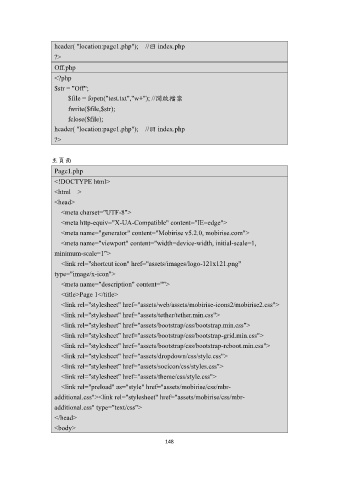 header( "location:page1.php");    //回 index.php
?>
Off.php
<?php
$str = "Off";
$file = fopen("test.txt","w+"); //開啟檔案
fwrite($file,$str);
fclose($file);
header( "location:page1.php");    //回 index.php
?>
主頁面
Page1.php
<!DOCTYPE html>
<html    >
<head>
<meta charset="UTF-8">
<meta http-equiv="X-UA-Compatible" content="IE=edge">
<meta name="generator" content="Mobirise v5.2.0, mobirise.com">
<meta name="viewport" content="width=device-width, initial-scale=1,
minimum-scale=1">
<link rel="shortcut icon" href="assets/images/logo-121x121.png"
type="image/x-icon">
<meta name="description" content="">
<title>Page 1</title>
<link rel="stylesheet" href="assets/web/assets/mobirise-icons2/mobirise2.css">
<link rel="stylesheet" href="assets/tether/tether.min.css">
<link rel="stylesheet" href="assets/bootstrap/css/bootstrap.min.css">
<link rel="stylesheet" href="assets/bootstrap/css/bootstrap-grid.min.css">
<link rel="stylesheet" href="assets/bootstrap/css/bootstrap-reboot.min.css">
<link rel="stylesheet" href="assets/dropdown/css/style.css">
<link rel="stylesheet" href="assets/socicon/css/styles.css">
<link rel="stylesheet" href="assets/theme/css/style.css">
<link rel="preload" as="style" href="assets/mobirise/css/mbr-
additional.css"><link rel="stylesheet" href="assets/mobirise/css/mbr-
additional.css" type="text/css">
</head>
<body>
148